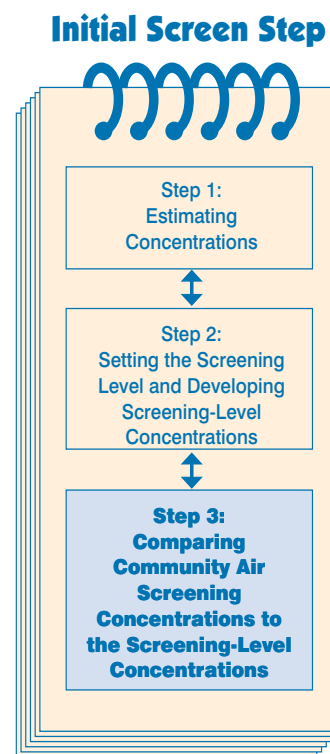 Initial Screen Step
Step 1:
Estimating
Concentrations
Step 2:
Setting the Screening
Level and Developing
Screening-Level
Concentrations
Step 3:
Comparing
Community Air
Screening
Concentrations to
the Screening-Level
Concentrations